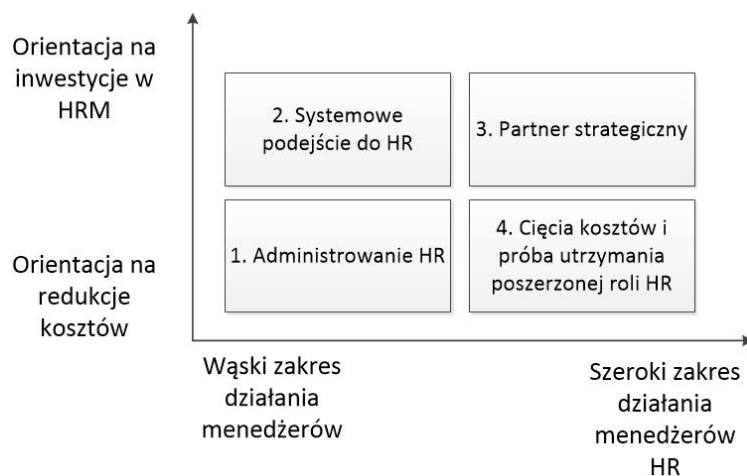 Orientacja na
inwestycje w
HRM
2. Systemowe
podejście do HR
3. Partner strategiczny
Orientacja na
redukcje
kosztów
1. Administrowanie HR
4. Cięcia kosztów i
próba utrzymania
poszerzonej roli HR
Wąski zakres
działania
menedżerów
Szeroki zakres
działania
menedżerów
HR